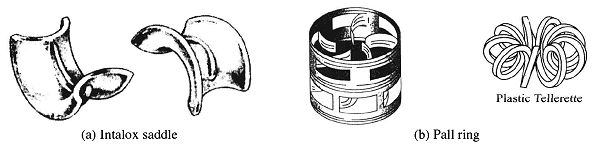 Plastic Tellerette
(a) Intalox saddle
(b) Pall ring